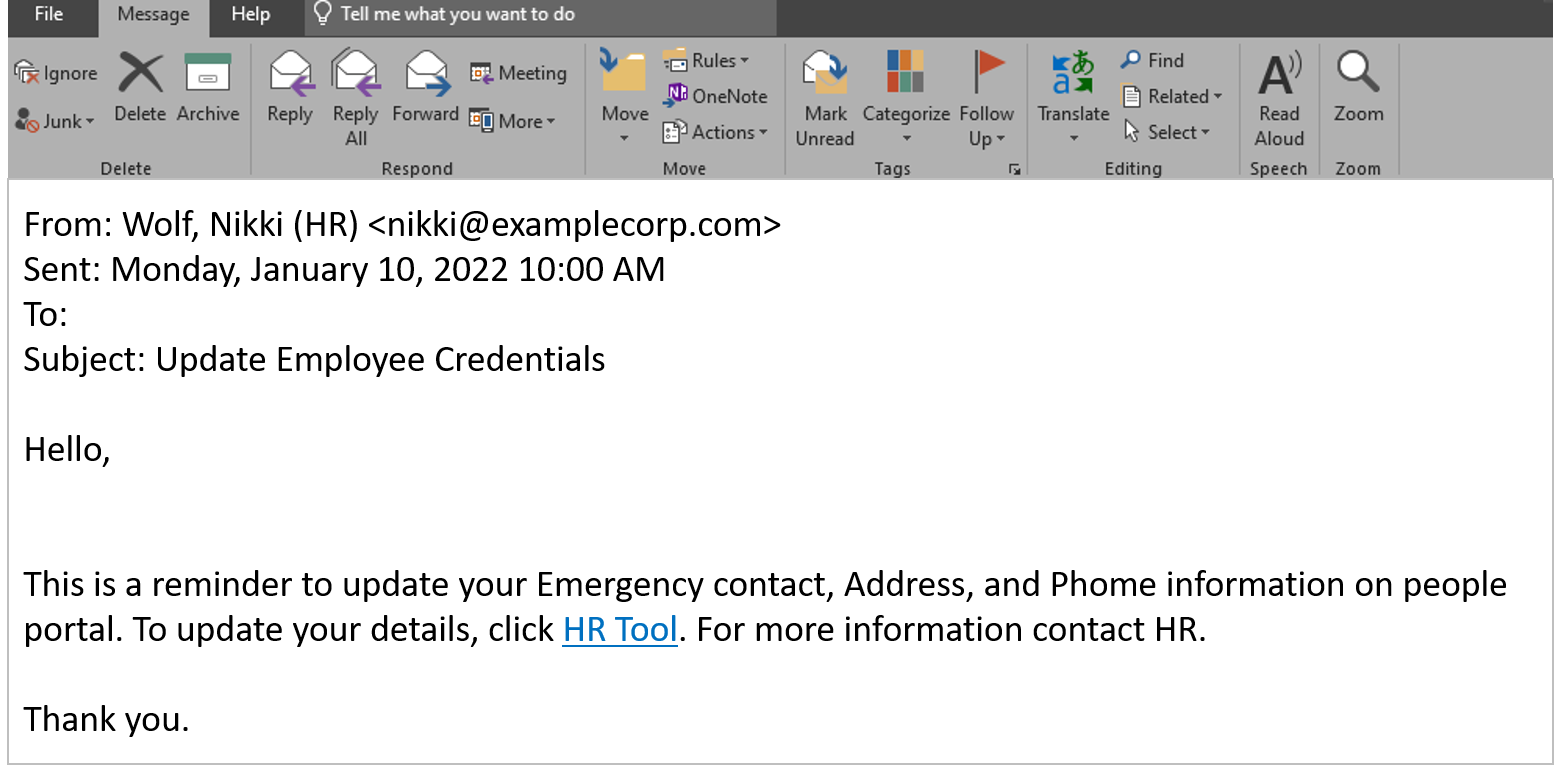 File Message Help Tell me what you want to do
Ignore Junk Delete Archive Reply Reply All Forward Meeting More Move Rules OneNote Actions Mark Unread Categorize Follow Up Translate Find Related Select Read Aloud Zoom
Delete Respond Move Tags Editing Speech Zoom
From: Wolf, Nikki (HR) <nikki@examplecorp.com>
Sent: Monday, January 10, 2022 10:00 AM
To:
Subject: Update Employee Credentials
Hello,
This is a reminder to update your Emergency contact, Address, and Phome information on people
portal. To update your details, click HR Tool. For more information contact HR.
Thank you.